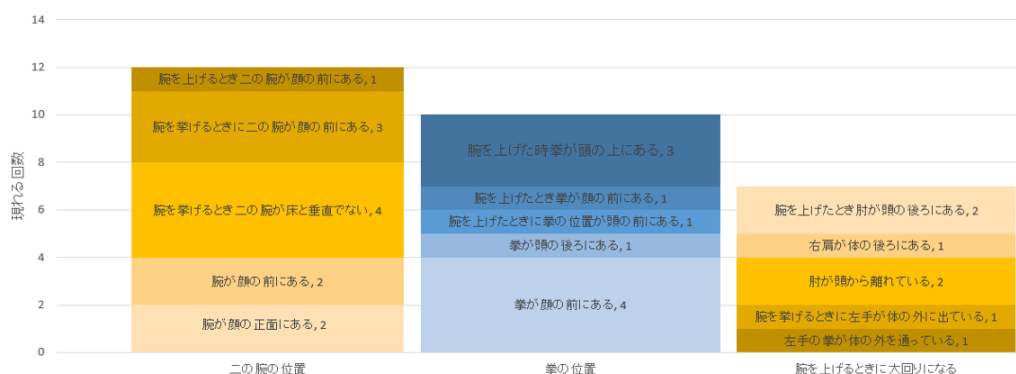 14
12
10
8
6
4
2
0
現れる回数
腕を上げるとき二の腕が顔の前にある, 1
腕を挙げるときに二の腕が顔の前にある, 3
腕を挙げるとき二の腕が床と垂直でない, 4
腕が顔の前にある, 2
腕が顔の正面にある, 2
腕を上げた時拳が頭の上にある, 3
腕を上げたとき拳が顔の前にある, 1
腕を上げたときに拳の位置が頭の前にある, 1
拳が頭の後ろにある, 1
拳が顔の前にある, 4
腕を上げたとき肘が頭の後ろにある, 2
右肩が体の後ろにある, 1
肘が頭から離れている, 2
腕を挙げるときに左手が体の外に出ている, 1
左手の拳が体の外を通っている, 1
二の腕の位置
拳の位置
腕を上げるときに大回りになる